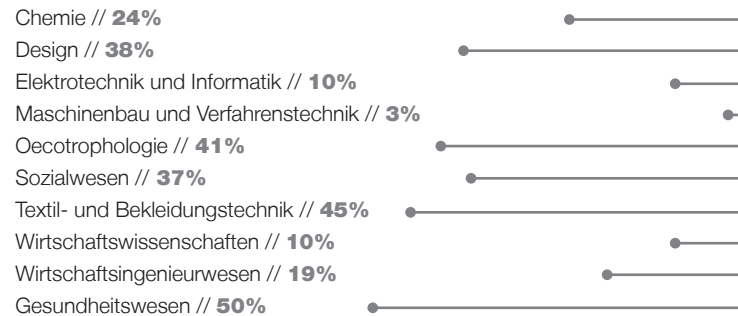 Chemie // 24%
Design // 38%
Elektrotechnik und Informatik // 10%
Maschinenbau und Verfahrenstechnik // 3%
Oecotrophologie // 41%
Sozialwesen // 37%
Textil- und Bekleidungstechnik // 45%
Wirtschaftswissenschaften // 10%
Wirtschaftsingenieurwesen // 19%
Gesundheitswesen // 50%